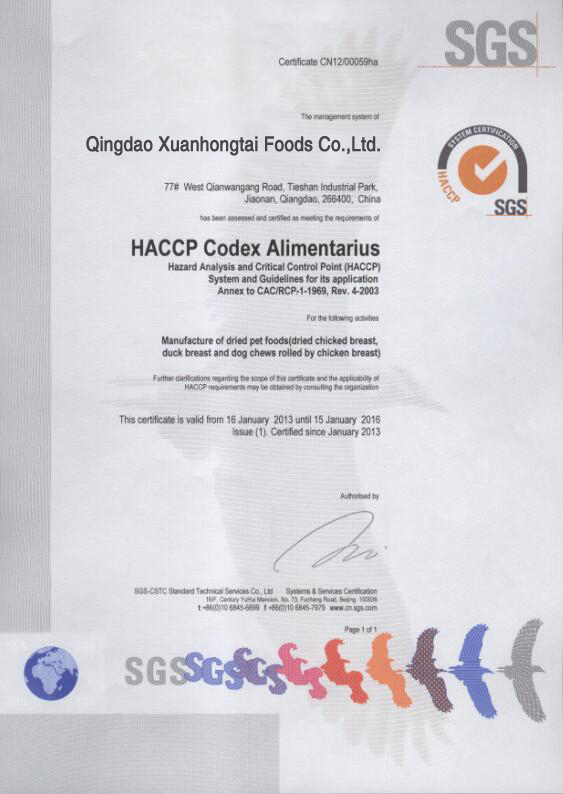 SGS
Certificate CN12/00059ha
The management system of
Qingdao Xuanhongtai Foods Co.,Ltd.
SYSTEM CERTIFICATION
HACCP
SGS
77# West Qianwangang Road, Tieshan Industrial Park,
Jiaonan, Qiangdao, 266400, China
has been assessed and certified as meeting the requirements of
HACCP Codex Alimentarius
Hazard Analysis and Critical Control Point (HACCP)
System and Guidelines for its application
Annex to CAC/RCP-1-1969, Rev. 4-2003
For the following activities
Manufacture of dried pet foods(dried chicked breast,
duck breast and dog chews rolled by chicken breast)
Further clarifications regarding the scope of this certificate and the applicability of
HACCP requirements may be obtained by consulting the organization
This certificate is valid from 16 January 2013 until 15 January 2016
Issue (1). Certified since January 2013
Authorised by
SGS-CSTC Standard Technical Services Co., Ltd Systems & Services Certification
16/F, Century YuHui Mansion, No. 73, Fucheng Road, Beijing 100036
t +86(0)10 6845-6699 f +86(0)10 6845-7979 www.cn.sgs.com
Page 1 of 1
SGS SGS SGS